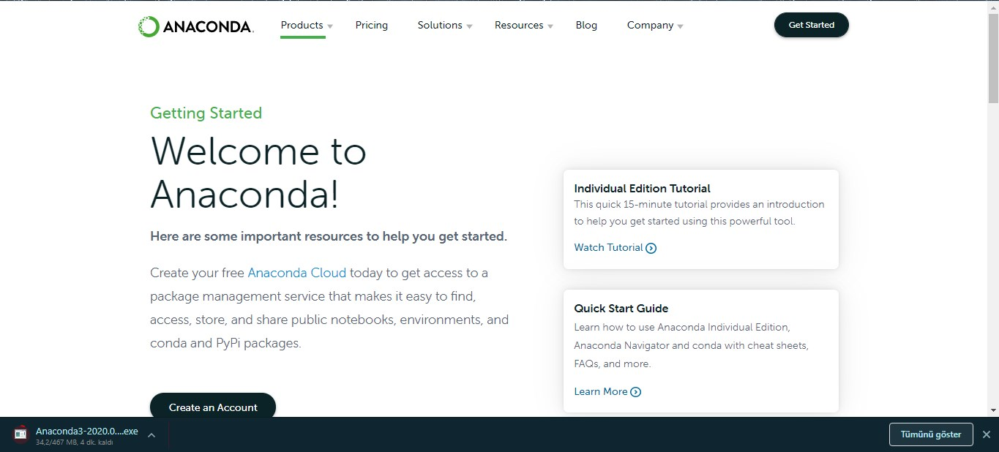 ANACONDA.
Products
Pricing
Solutions
Resources
Blog
Company
Get Started
Getting Started
Welcome to
Anaconda!
Here are some important resources to help you get started.
Create your free Anaconda Cloud today to get access to a
package management service that makes it easy to find,
access, store, and share public notebooks, environments, and
conda and PyPi packages.
Create an Account
Individual Edition Tutorial
This quick 15-minute tutorial provides an introduction
to help you get started using this powerful tool.
Watch Tutorial
Quick Start Guide
Learn how to use Anaconda Individual Edition,
Anaconda Navigator and conda with cheat sheets,
FAQs, and more.
Learn More
Anaconda3-2020.0....exe
34,2/467 MB, 4 dk. kaldı
Tümünü göster